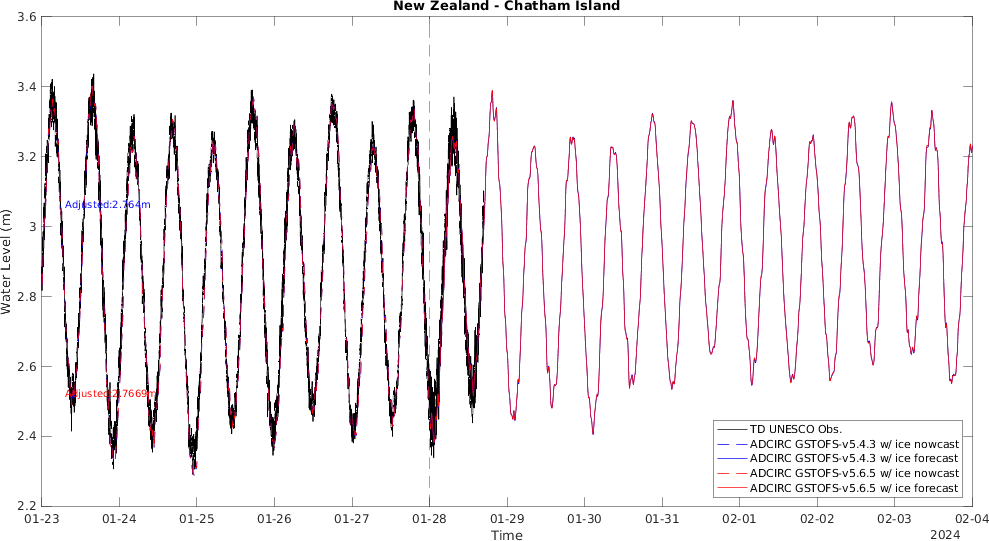 New Zealand - Chatham Island
3.6
3.4
3.2
3
2.8
2.6
2.4
2.2
Water Level (m)
Adjusted:2.764m
Adjusted:2.7669m
TD UNESCO Obs.
ADCIRC GSTOFS-v5.4.3 w/ ice nowcast
ADCIRC GSTOFS-v5.4.3 w/ ice forecast
ADCIRC GSTOFS-v5.6.5 w/ ice nowcast
ADCIRC GSTOFS-v5.6.5 w/ ice forecast
01-23 01-24 01-25 01-26 01-27 01-28 01-29 01-30 01-31 02-01 02-02 02-03 02-04
Time
2024